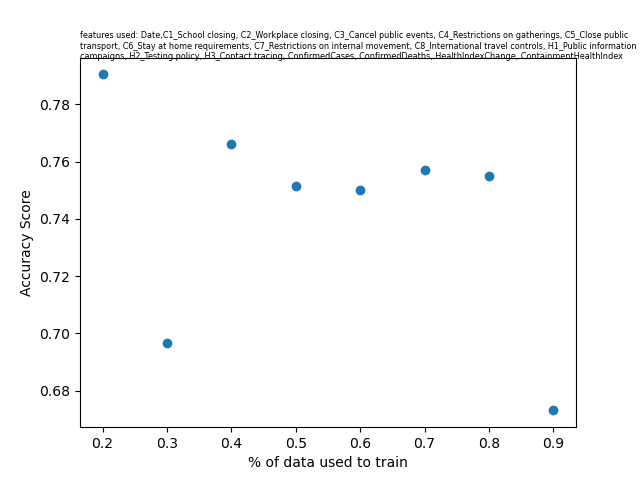 features used: Date,C1_School closing, C2_Workplace closing, C3_Cancel public events, C4_Restrictions on gatherings, C5_Close public
transport, C6_Stay at home requirements, C7_Restrictions on internal movement, C8_International travel controls, H1_Public information
campaigns, H2_Testing policy, H3_Contact tracing, ConfirmedCases, ConfirmedDeaths, HealthIndexChange, ContainmentHealthIndex
0.78
0.76
0.74
0.72
0.70
0.68
Accuracy Score
0.2 0.3 0.4 0.5 0.6 0.7 0.8 0.9
% of data used to train